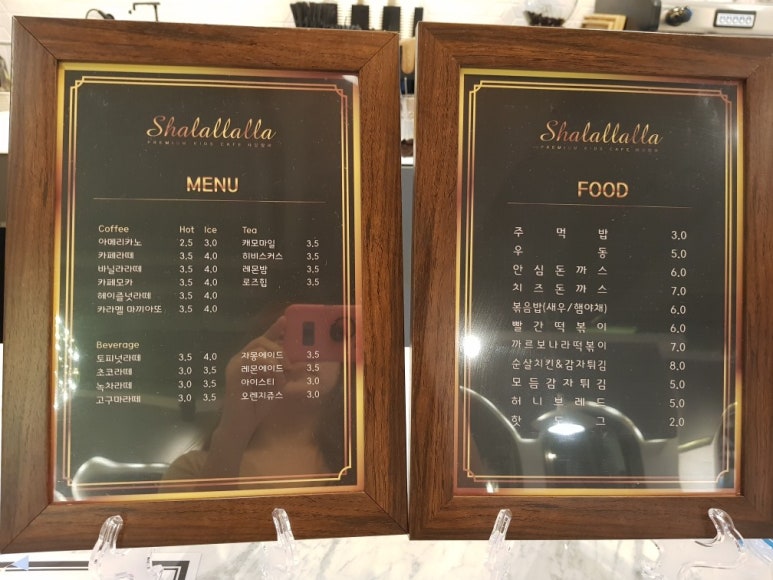 Shalallalla
PREMIUM KIDS CAFE
MENU
Coffee Hot Ice
아메리카노 2,5 3,0
카페라떼 3,5 4,0
바닐라라떼 3,5 4,0
카페모카 3,5 4,0
헤이즐넛라떼 3,5 4,0
카라멜 마끼아또 3,5 4,0
Tea
캐모마일 3,5
히비스커스 3,5
레몬밤 3,5
로즈힙 3,5
Beverage
토피넛라떼 3,5 4,0
초코라떼 3,0 3,5
녹차라떼 3,0 3,5
고구마라떼 3,0 3,5
자몽에이드 3,5
레몬에이드 3,5
아이스티 3,0
오렌지쥬스 3,0
Shalallalla
PREMIUM KIDS CAFE
FOOD
주먹밥 3,0
우동 5,0
안심돈까스 6,0
치즈돈까스 7,0
볶음밥(새우/햄야채) 6,0
빨간떡볶이 6,0
까르보나라떡볶이 7,0
순살치킨&감자튀김 8,0
모듬감자튀김 5,0
허니브레드 5,0
핫도그 2,0